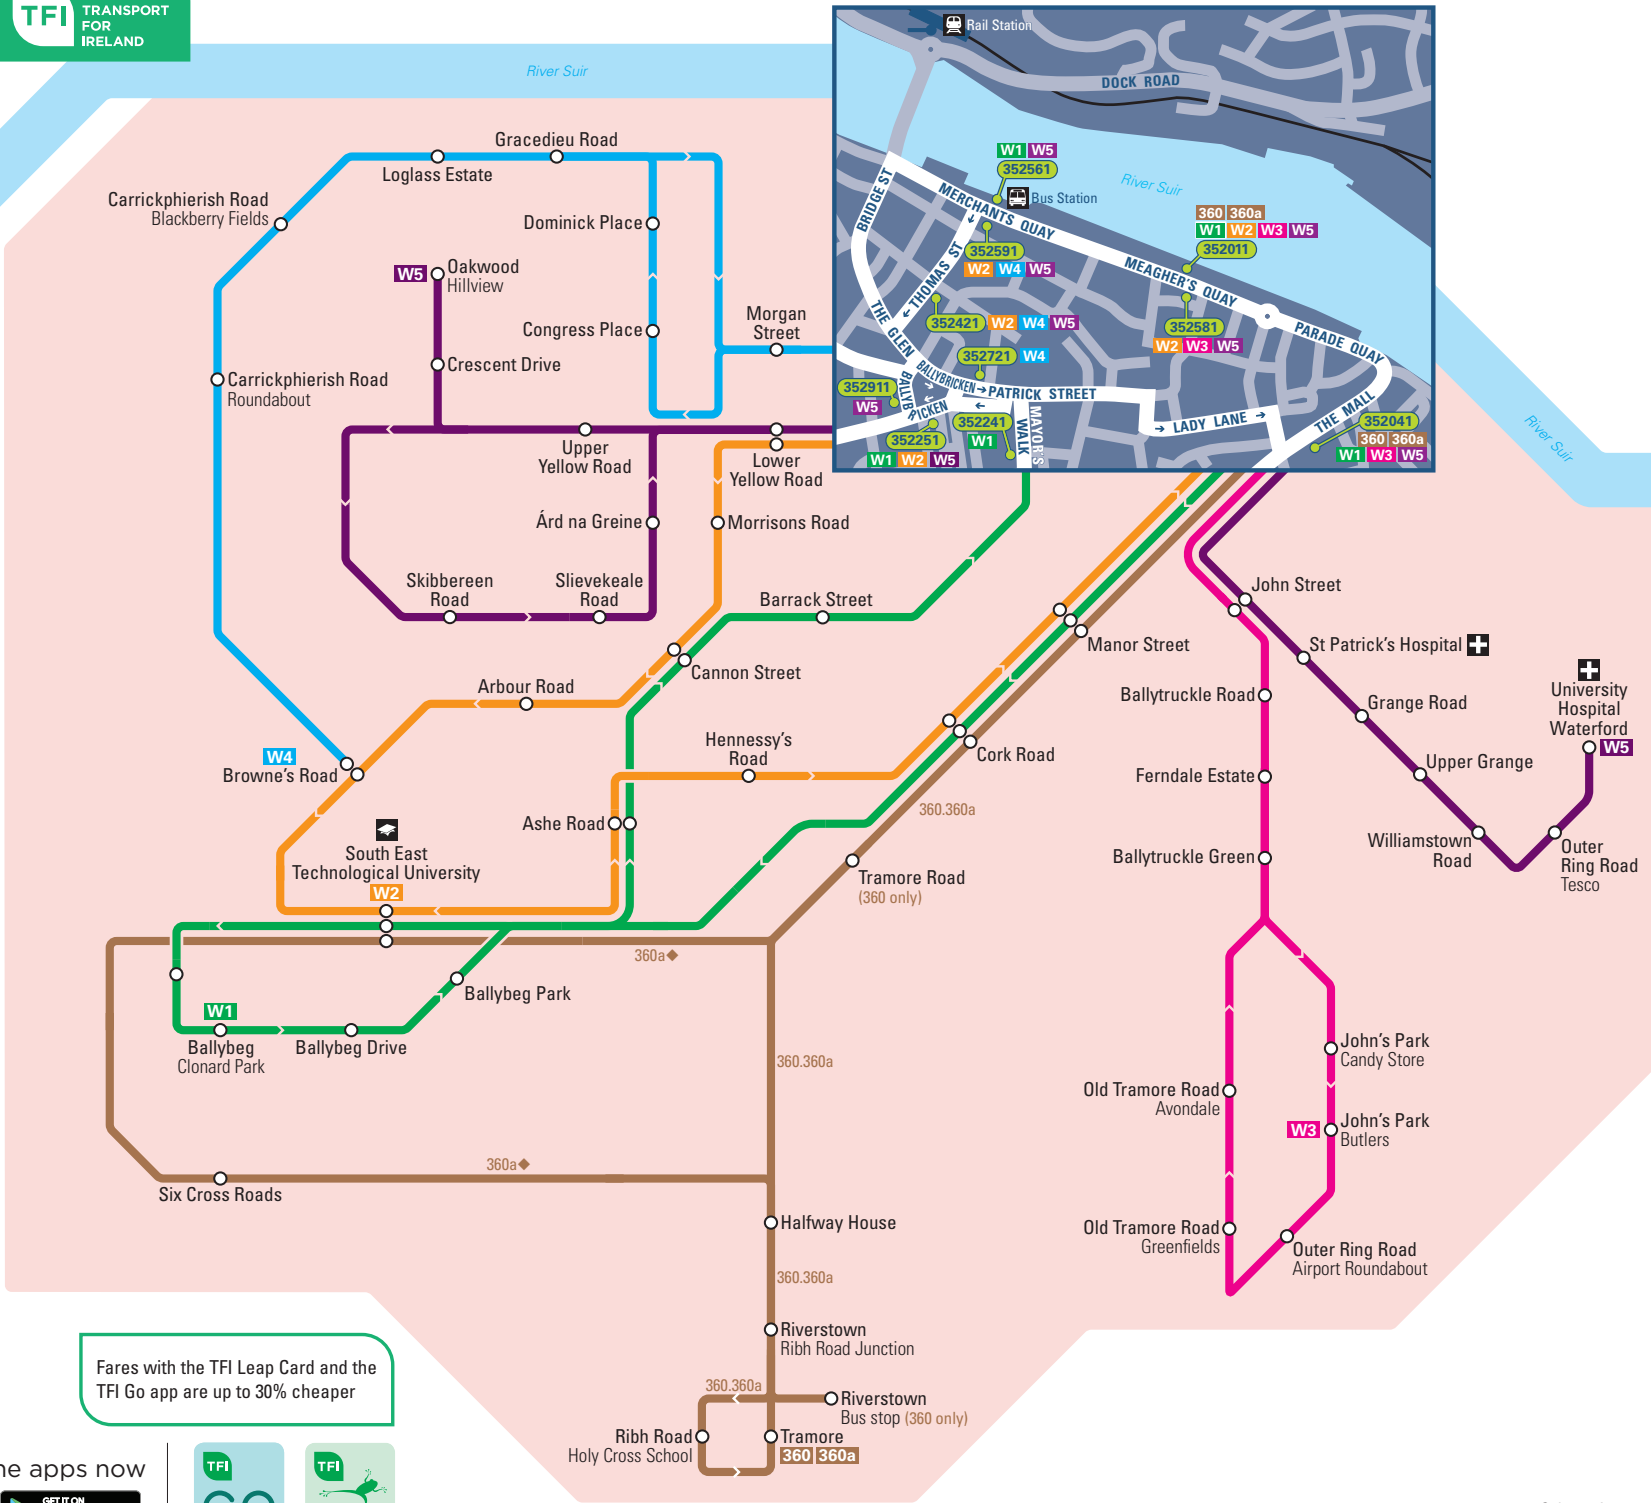 TFI
TRANSPORT
FOR
IRELAND
River Suir
Gracedieu Road
Loglass Estate
Carrickphierish Road
Blackberry Fields
Dominick Place
W5
Oakwood
Hillview
Congress Place
Morgan
Street
Crescent Drive
Carrickphierish Road
Roundabout
Upper
Yellow Road
Lower
Yellow Road
Árd na Greine
Morrisons Road
Skibbereen
Road
Slievekeale
Road
Barrack Street
Rail Station
DOCK ROAD
W1 W5
352561
River Suir
Bus Station
BRIDGE ST
MERCHANTS QUAY
360 360a
W1 W2 W3 W5
352011
352591
W2 W4 W5
THOMAS ST
MEAGHER'S QUAY
THE GLEN
352421 W2 W4 W5
352581
W2 W3 W5
PARADE QUAY
352721 W4
BALLYBRICKEN
PATRICK STREET
352911
W5
BALLYB
RICKEN
352241
W1
MAYOR'S
WALK
LADY LANE
THE MALL
352041
360 360a
W1 W3 W5
352251
W1 W2 W5
River Suir
John Street
Manor Street
St Patrick's Hospital
Cannon Street
Arbour Road
Ballytruckle Road
Grange Road
University
Hospital
Waterford
W5
Hennessy's
Road
Cork Road
W4
Browne's Road
Ferndale Estate
Upper Grange
360.360a
Ashe Road
South East
Technological University
W2
Ballytruckle Green
Williamstown
Road
Outer
Ring Road
Tesco
Tramore Road
(360 only)
360a◆
Ballybeg Park
W1
Ballybeg
Clonard Park
Ballybeg Drive
360.360a
John's Park
Candy Store
Old Tramore Road
Avondale
W3
John's Park
Butlers
360a◆
Six Cross Roads
Halfway House
Old Tramore Road
Greenfields
Outer Ring Road
Airport Roundabout
360.360a
Riverstown
Ribh Road Junction
Fares with the TFI Leap Card and the
TFI Go app are up to 30% cheaper
360.360a
Riverstown
Bus stop (360 only)
Ribh Road
Holy Cross School
Tramore
360 360a
apps now
TFI
TFI
GET IT ON